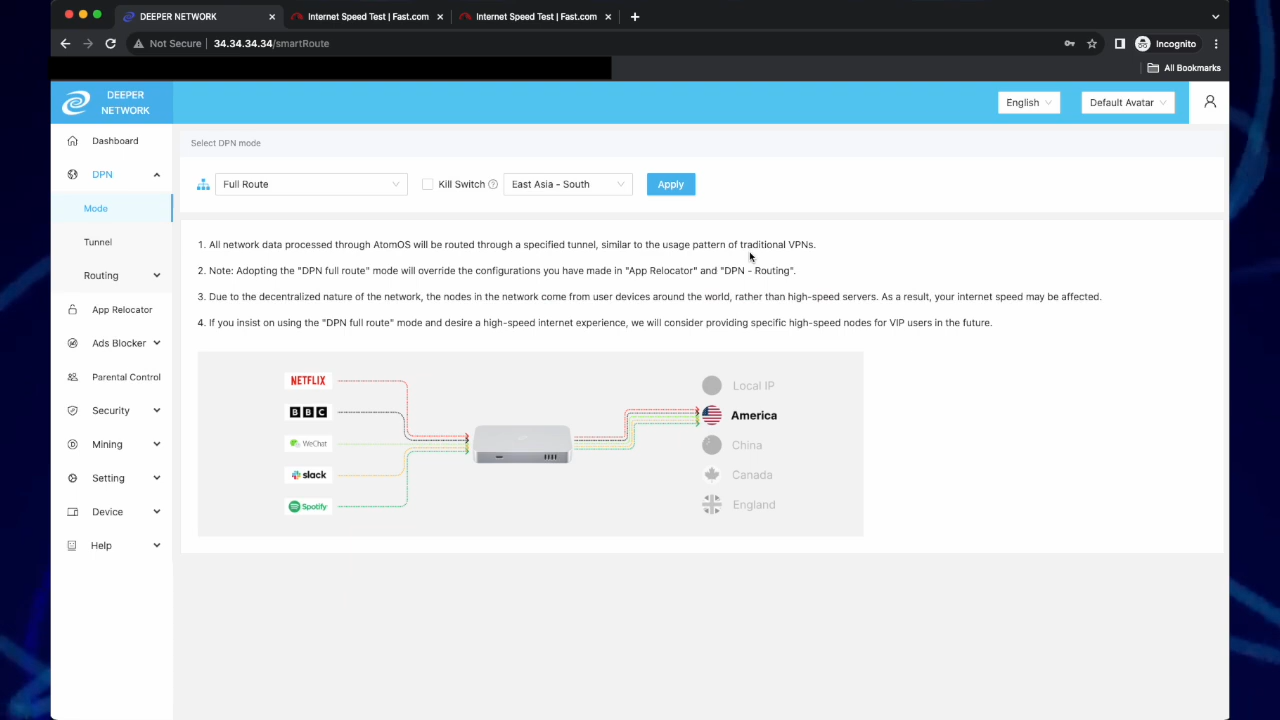 DEEPER NETWORK
Internet Speed Test | Fast.com
Internet Speed Test | Fast.com
Not Secure
34.34.34.34/smartRoute
Incognito
All Bookmarks
DEEPER
NETWORK
English
Default Avatar
Dashboard
DPN
Mode
Tunnel
Routing
App Relocator
Ads Blocker
Parental Control
Security
Mining
Setting
Device
Help
Select DPN mode
Full Route
Kill Switch
East Asia - South
Apply
1. All network data processed through AtomOS will be routed through a specified tunnel, similar to the usage pattern of traditional VPNs.
2. Note: Adopting the "DPN full route" mode will override the configurations you have made in "App Relocator" and "DPN - Routing".
3. Due to the decentralized nature of the network, the nodes in the network come from user devices around the world, rather than high-speed servers. As a result, your internet speed may be affected.
4. If you insist on using the "DPN full route" mode and desire a high-speed internet experience, we will consider providing specific high-speed nodes for VIP users in the future.
NETFLIX
BBC
WeChat
slack
Spotify
Local IP
America
China
Canada
England